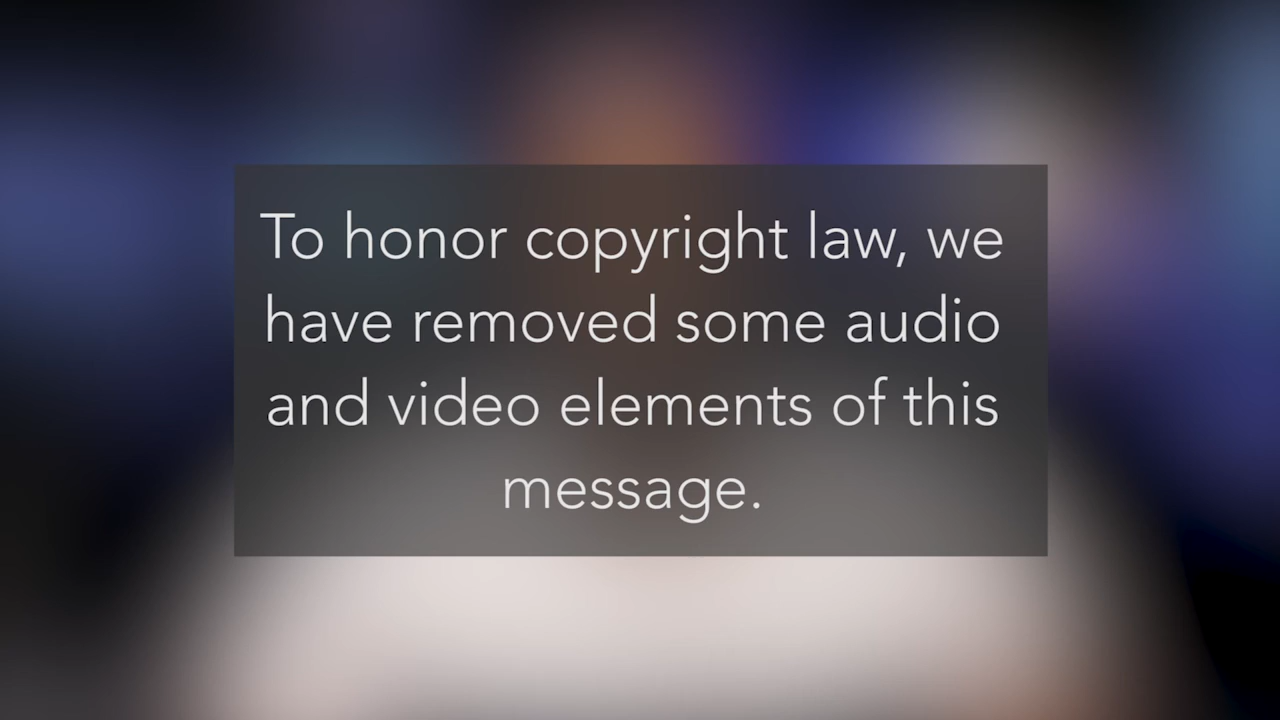 To honor copyright law, we
have removed some audio
and video elements of this
message.